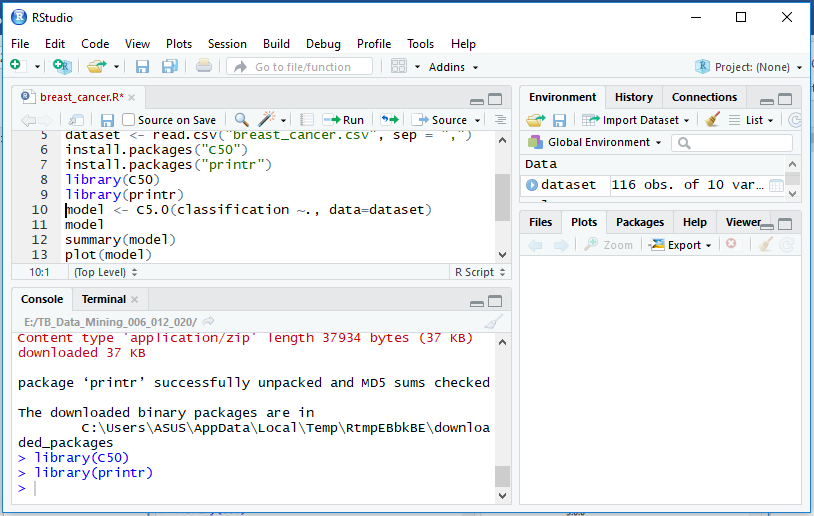 RStudio
File Edit Code View Plots Session Build Debug Profile Tools Help
Go to file/function Addins Project: (None)
breast_cancer.R*
Source on Save Run Source
5 dataset <- read.csv("breast_cancer.csv", sep = ",")
6 install.packages("C50")
7 install.packages("printr")
8 library(C50)
9 library(printr)
10 model <- C5.0(classification ~., data=dataset)
11 model
12 summary(model)
13 plot(model)
10:1 (Top Level) R Script
Console Terminal
E:/TB_Data_Mining_006_012_020/
Content type 'application/zip' length 37934 bytes (37 KB)
downloaded 37 KB
package ‘printr’ successfully unpacked and MD5 sums checked
The downloaded binary packages are in
C:\Users\ASUS\AppData\Local\Temp\RtmpEBbkBE\downloa
ded_packages
> library(C50)
> library(printr)
>
Environment History Connections
Import Dataset List
Global Environment
Data
dataset 116 obs. of 10 var…
Files Plots Packages Help Viewer
Zoom Export